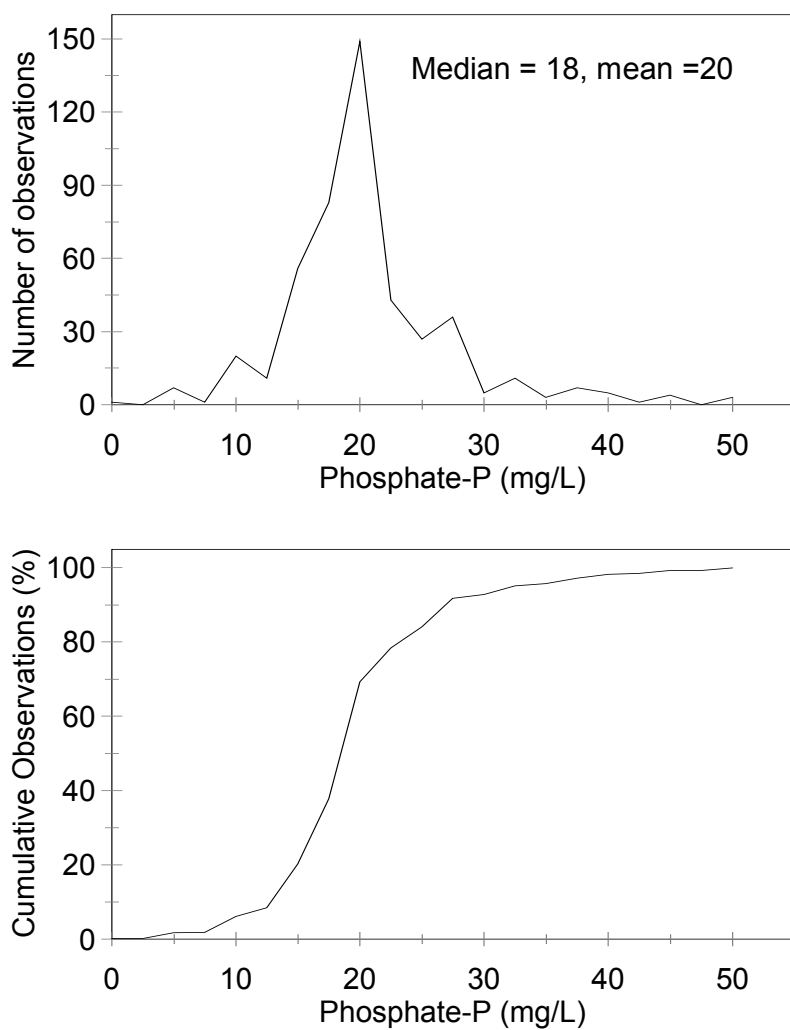 Number of observations
150
120
90
60
30
0
Median = 18, mean =20
0 10 20 30 40 50
Phosphate-P (mg/L)
Cumulative Observations (%)
100
80
60
40
20
0
0 10 20 30 40 50
Phosphate-P (mg/L)